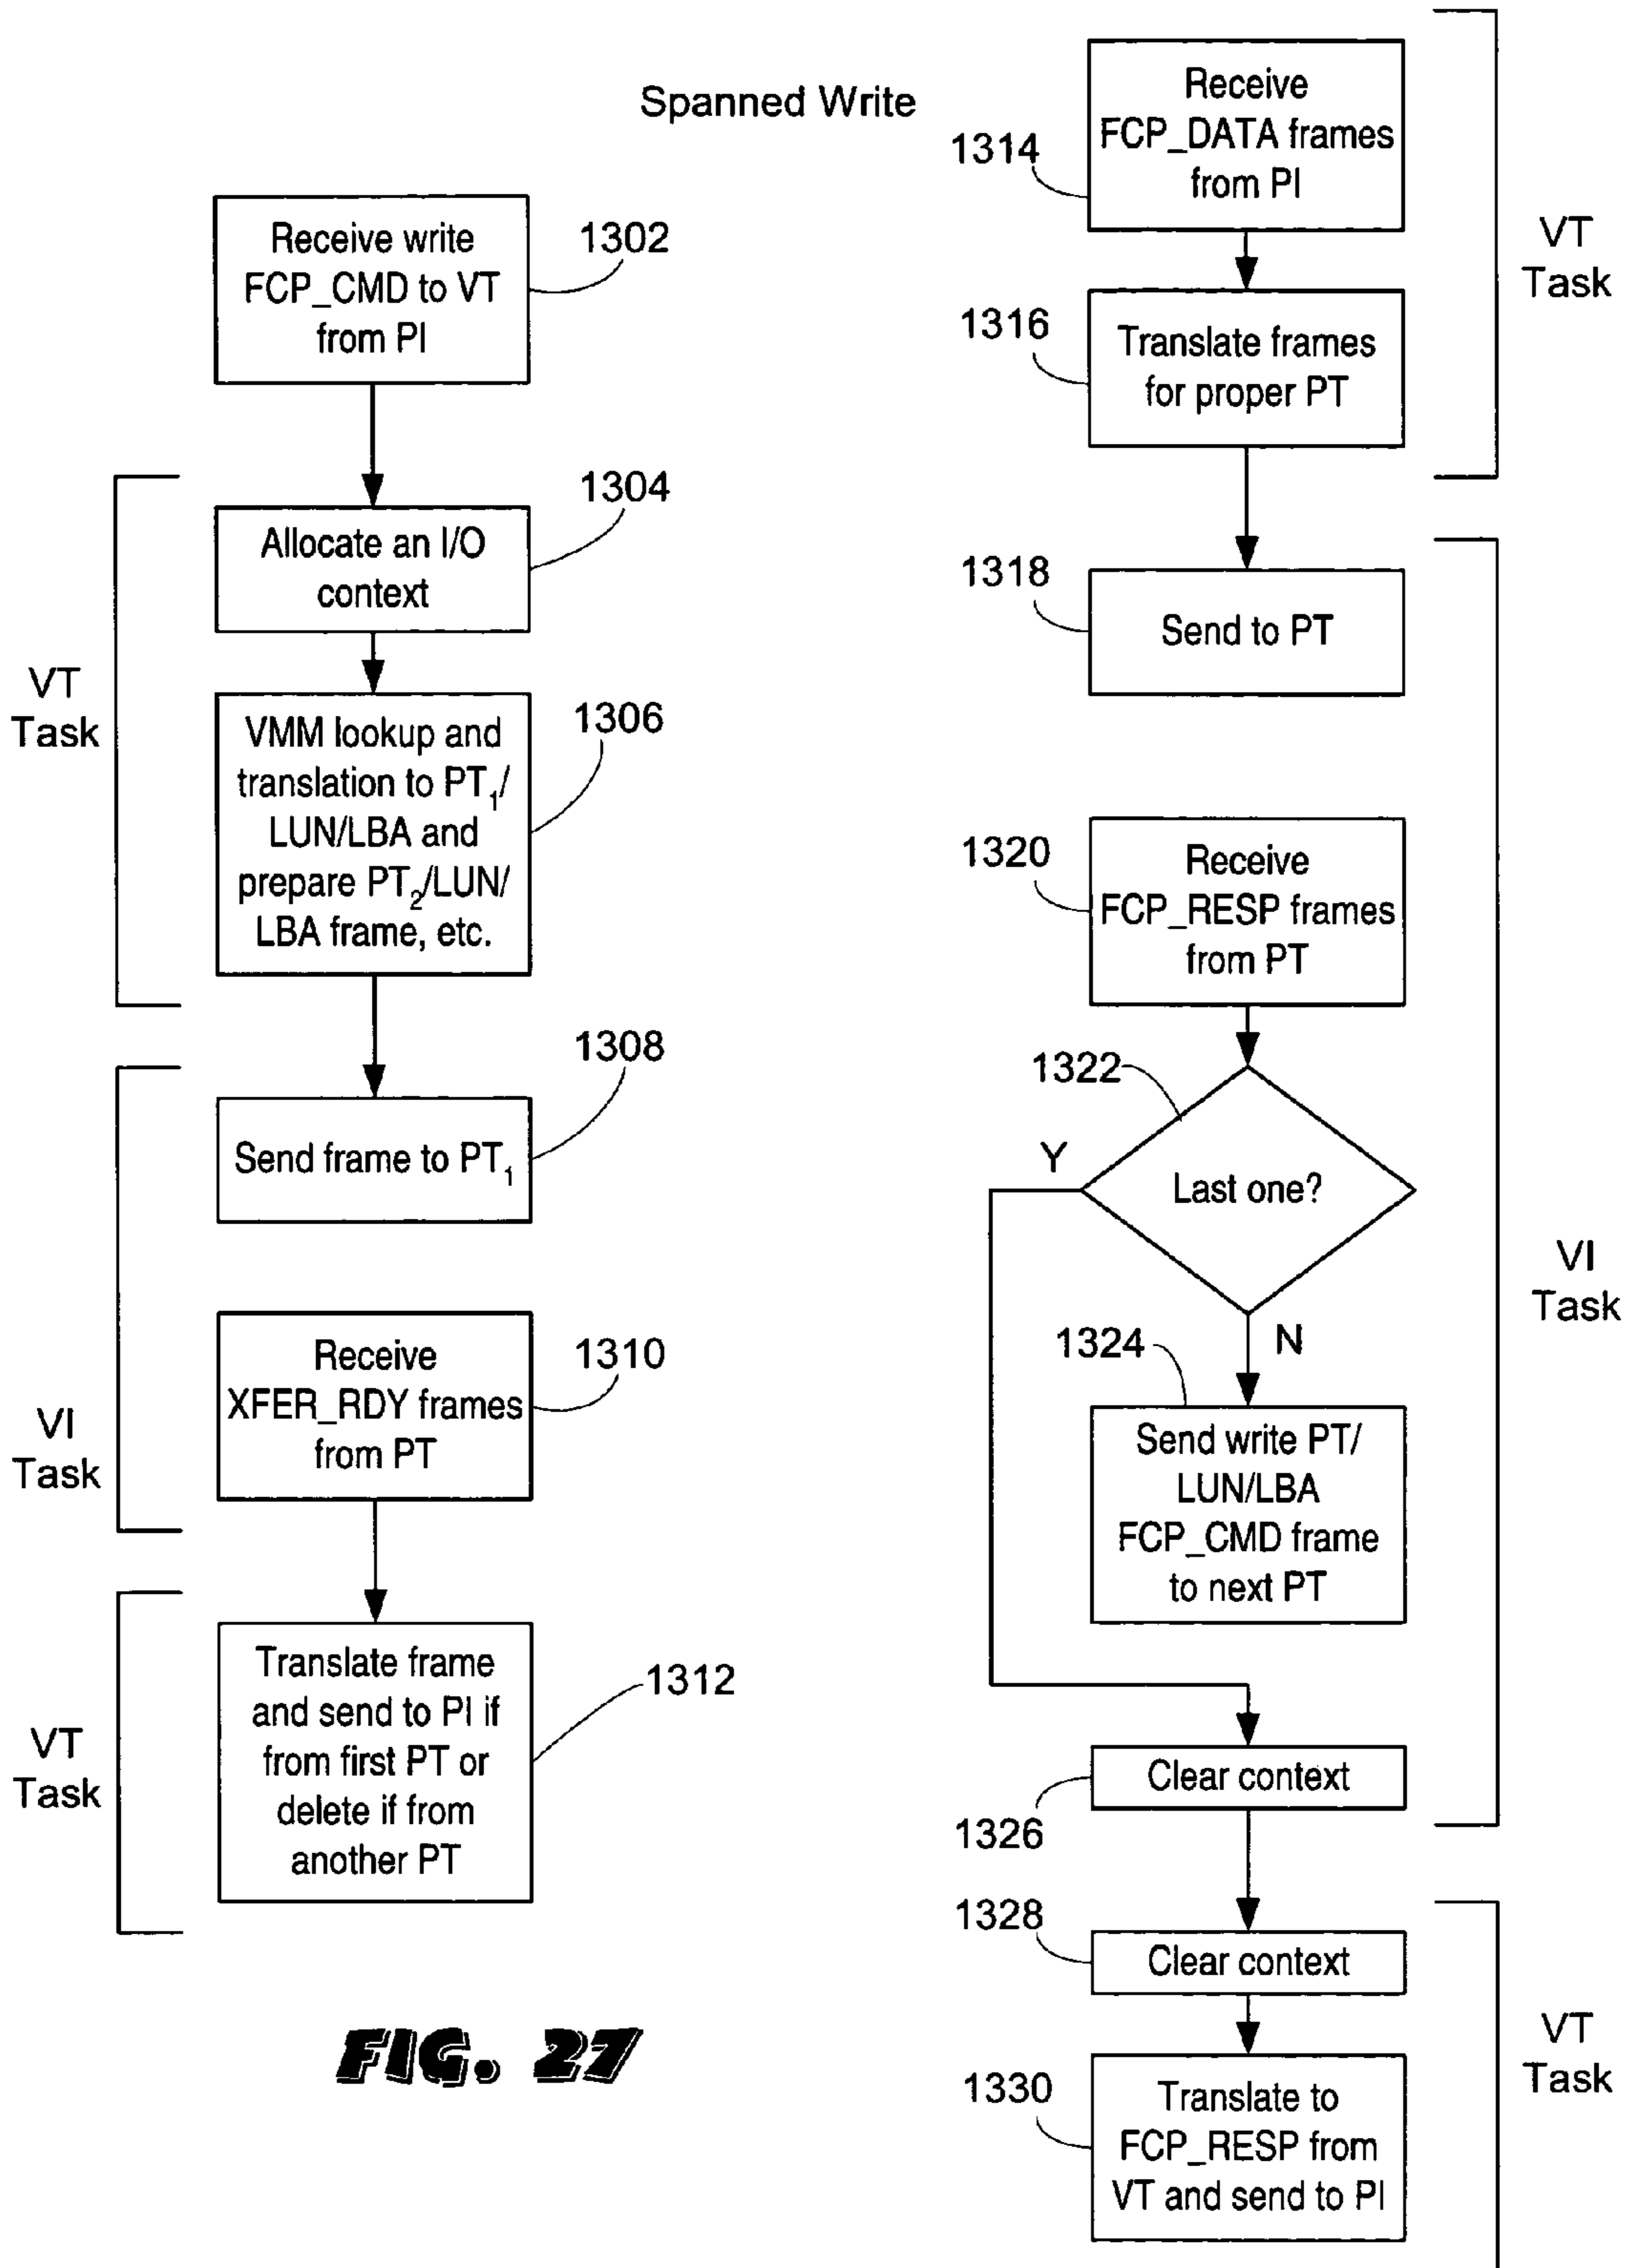 Spanned Write
Receive write
FCP_CMD to VT
from PI
1302
VT
Task
Allocate an I/O
context
1304
VMM lookup and
translation to PT1/
LUN/LBA and
prepare PT2/LUN/
LBA frame, etc.
1306
VI
Task
Send frame to PT1
1308
Receive
XFER_RDY frames
from PT
1310
VT
Task
Translate frame
and send to PI if
from first PT or
delete if from
another PT
1312
FIG. 27
1314
Receive
FCP_DATA frames
from PI
VT
Task
1316
Translate frames
for proper PT
1318
Send to PT
1320
Receive
FCP_RESP frames
from PT
1322
Last one?
Y
N
VI
Task
1324
Send write PT/
LUN/LBA
FCP_CMD frame
to next PT
Clear context
1326
1328
Clear context
VT
Task
1330
Translate to
FCP_RESP from
VT and send to PI